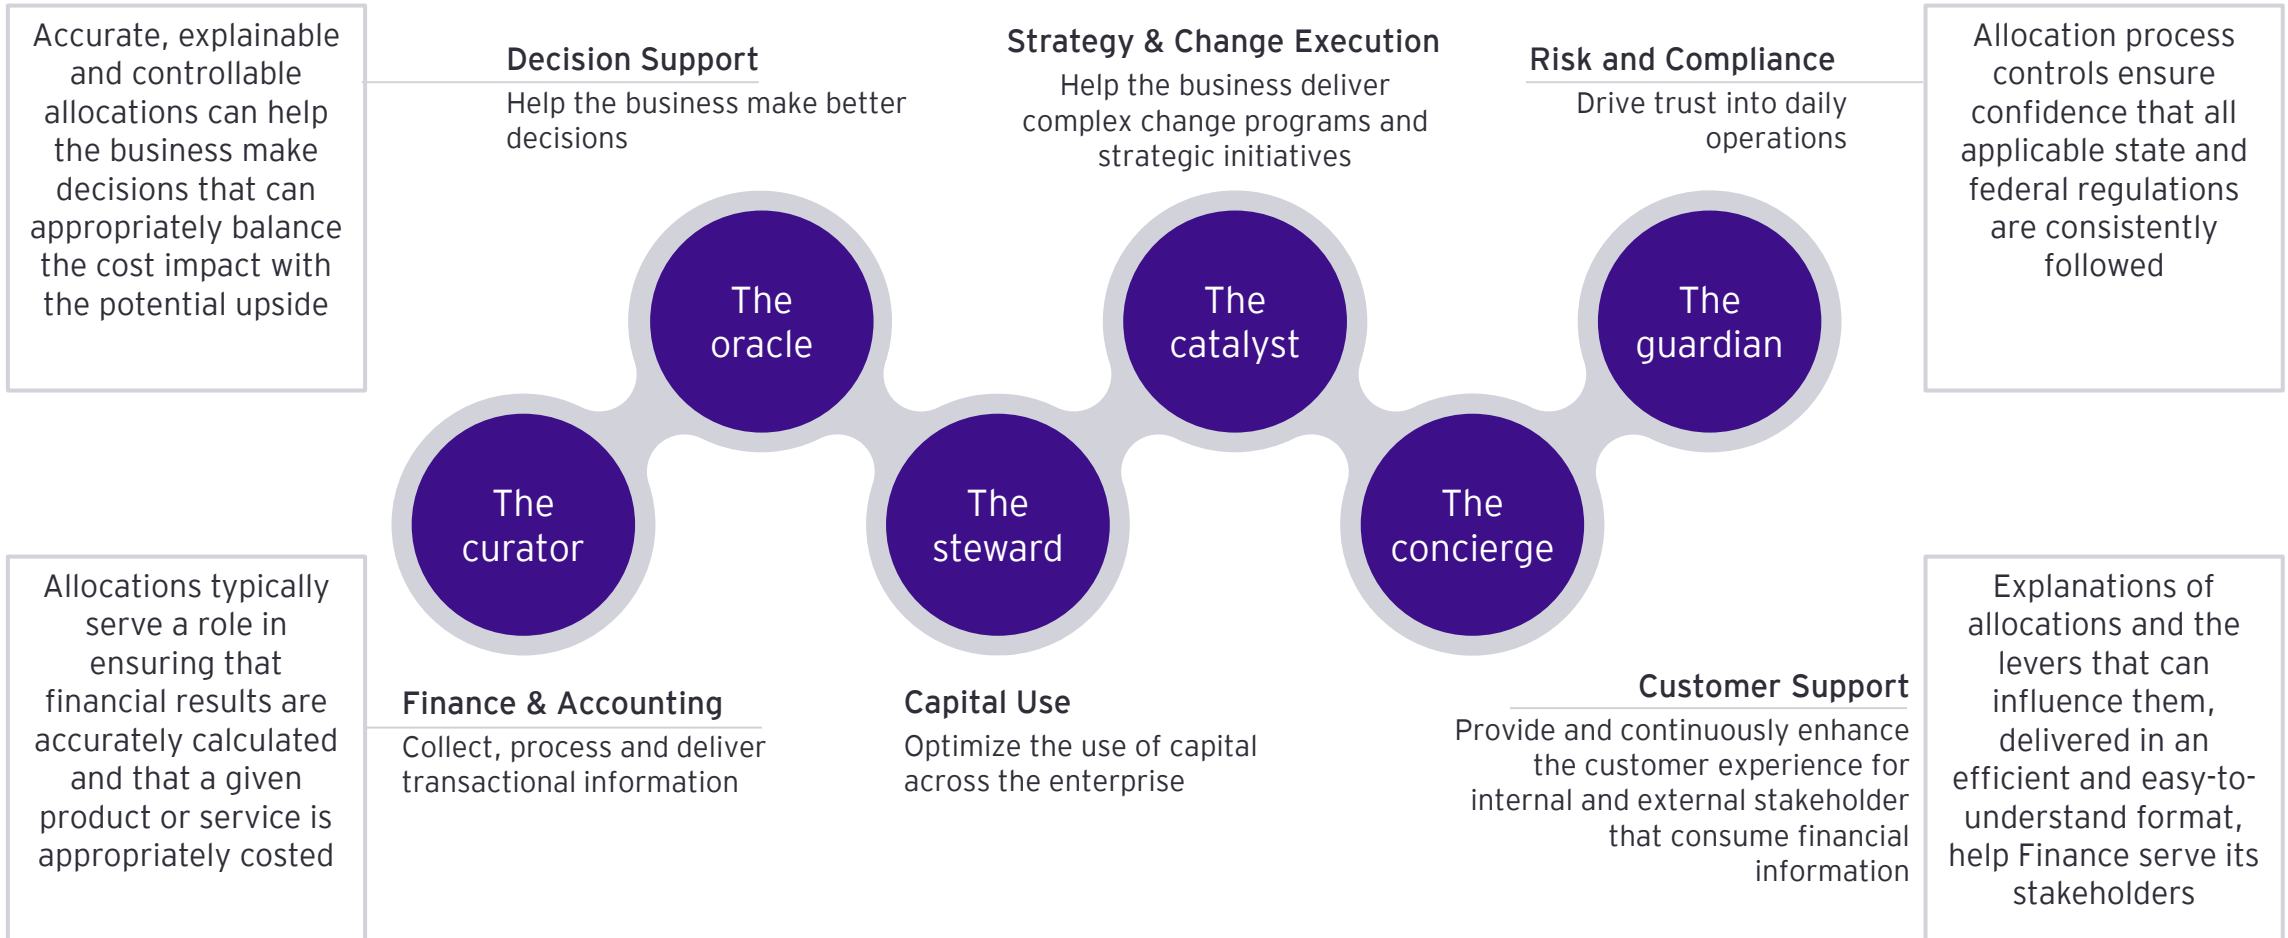 Accurate, explainable
and controllable
allocations can help
the business make
decisions that can
appropriately balance
the cost impact with
the potential upside
Decision Support
Help the business make better
decisions
Strategy & Change Execution
Help the business deliver
complex change programs and
strategic initiatives
Risk and Compliance
Drive trust into daily
operations
Allocation process
controls ensure
confidence that all
applicable state and
federal regulations
are consistently
followed
The
oracle
The
catalyst
The
guardian
The
curator
The
steward
The
concierge
Allocations typically
serve a role in
ensuring that
financial results are
accurately calculated
and that a given
product or service is
appropriately costed
Finance & Accounting
Collect, process and deliver
transactional information
Capital Use
Optimize the use of capital
across the enterprise
Customer Support
Provide and continuously enhance
the customer experience for
internal and external stakeholder
that consume financial
information
Explanations of
allocations and the
levers that can
influence them,
delivered in an
efficient and easy-to-
understand format,
help Finance serve its
stakeholders